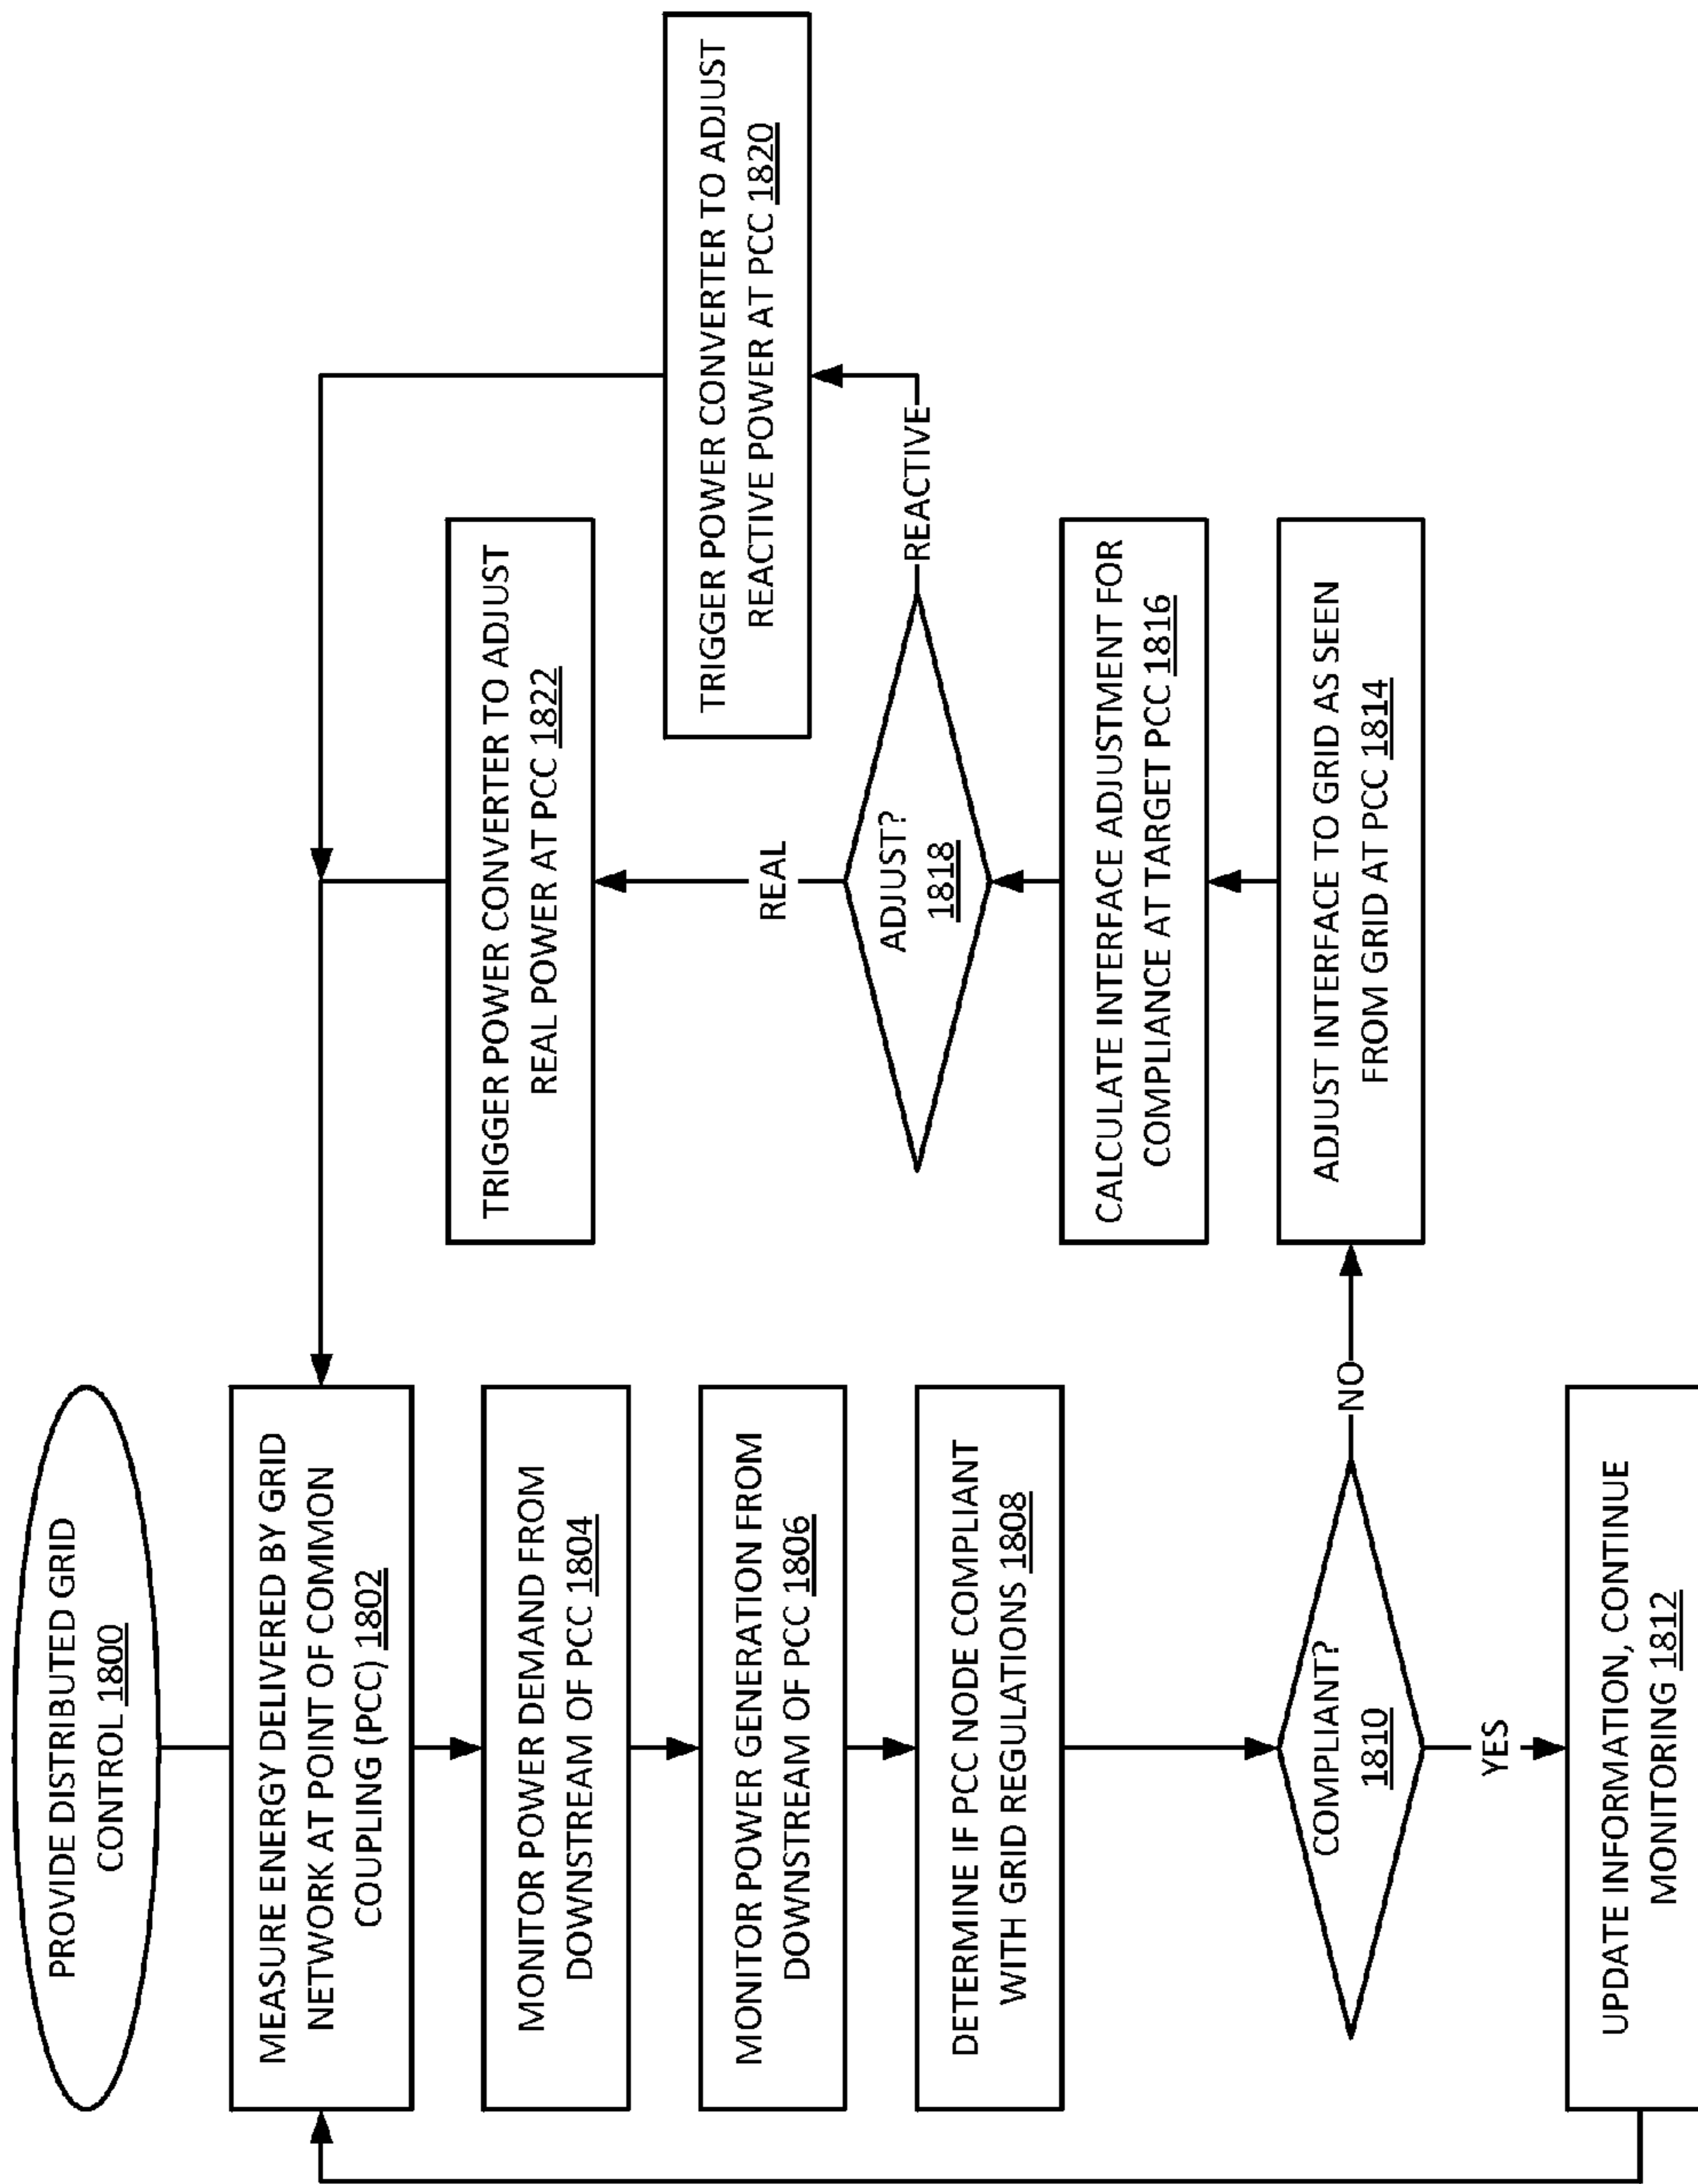 PROVIDE DISTRIBUTED GRID
CONTROL 1800
MEASURE ENERGY DELIVERED BY GRID
NETWORK AT POINT OF COMMON
COUPLING (PCC) 1802
MONITOR POWER DEMAND FROM
DOWNSTREAM OF PCC 1804
MONITOR POWER GENERATION FROM
DOWNSTREAM OF PCC 1806
DETERMINE IF PCC NODE COMPLIANT
WITH GRID REGULATIONS 1808
COMPLIANT?
1810
YES
UPDATE INFORMATION, CONTINUE
MONITORING 1812
NO
ADJUST INTERFACE TO GRID AS SEEN
FROM GRID AT PCC 1814
CALCULATE INTERFACE ADJUSTMENT FOR
COMPLIANCE AT TARGET PCC 1816
ADJUST?
1818
REAL
REACTIVE
TRIGGER POWER CONVERTER TO ADJUST
REACTIVE POWER AT PCC 1820
TRIGGER POWER CONVERTER TO ADJUST
REAL POWER AT PCC 1822